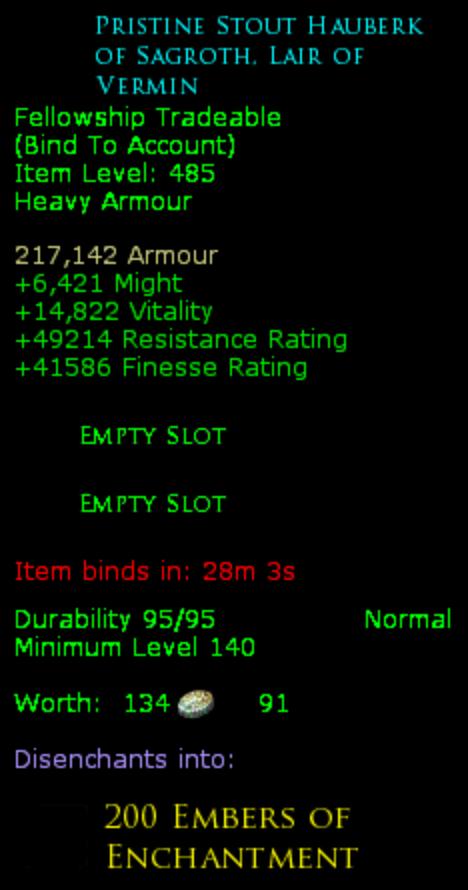 Pristine Stout Hauberk
of Sagroth, Lair of
Vermin
Fellowship Tradeable
(Bind To Account)
Item Level: 485
Heavy Armour
217,142 Armour
+6,421 Might
+14,822 Vitality
+49214 Resistance Rating
+41586 Finesse Rating
Empty Slot
Empty Slot
Item binds in: 28m 3s
Durability 95/95 Normal
Minimum Level 140
Worth: 134 91
Disenchants into:
200 Embers of
Enchantment